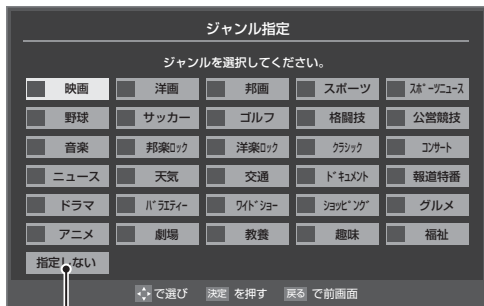 ジャンル指定
ジャンルを選択してください。
映画 洋画 邦画 スポーツ ｽﾎﾟｰﾂﾆｭｰｽ
野球 サッカー ゴルフ 格闘技 公営競技
音楽 邦楽ﾛｯｸ 洋楽ﾛｯｸ ｸﾗｼｯｸ ｺﾝｻｰﾄ
ニュース 天気 交通 ﾄﾞｷｭﾒﾝﾄ 報道特番
ドラマ ﾊﾞﾗｴﾃｨｰ ﾜｲﾄﾞｼｮｰ ｼｮｯﾋﾟﾝｸﾞ グルメ
アニメ 劇場 教養 趣味 福祉
指定しない
で選び 決定 を押す 戻る で前画面